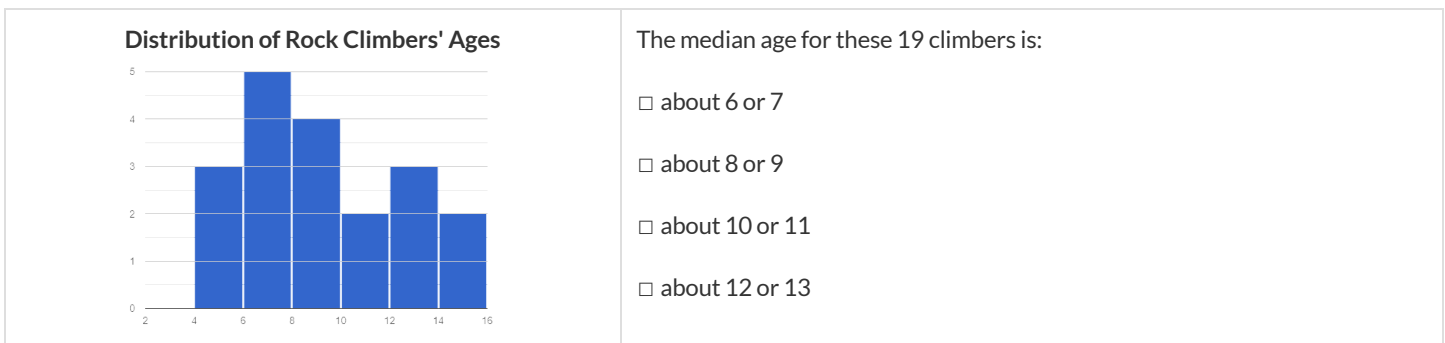 Distribution of Rock Climbers' Ages
5
4
3
2
1
0
2 4 6 8 10 12 14 16
The median age for these 19 climbers is:
□ about 6 or 7
□ about 8 or 9
□ about 10 or 11
□ about 12 or 13